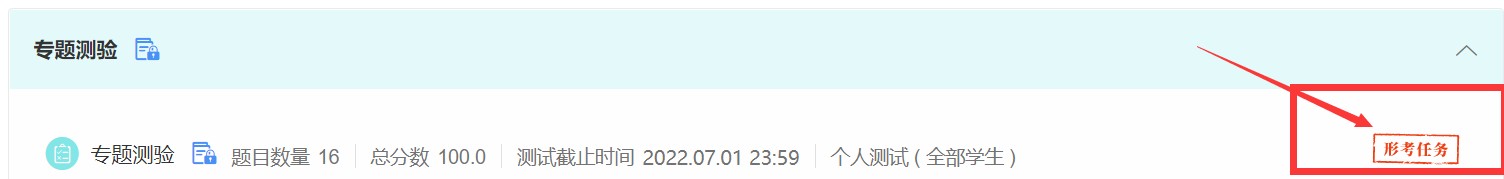 专题测验
专题测验 题目数量 16 总分数 100.0 测试截止时间 2022.07.01 23:59 个人测试 ( 全部学生 ) 形考任务